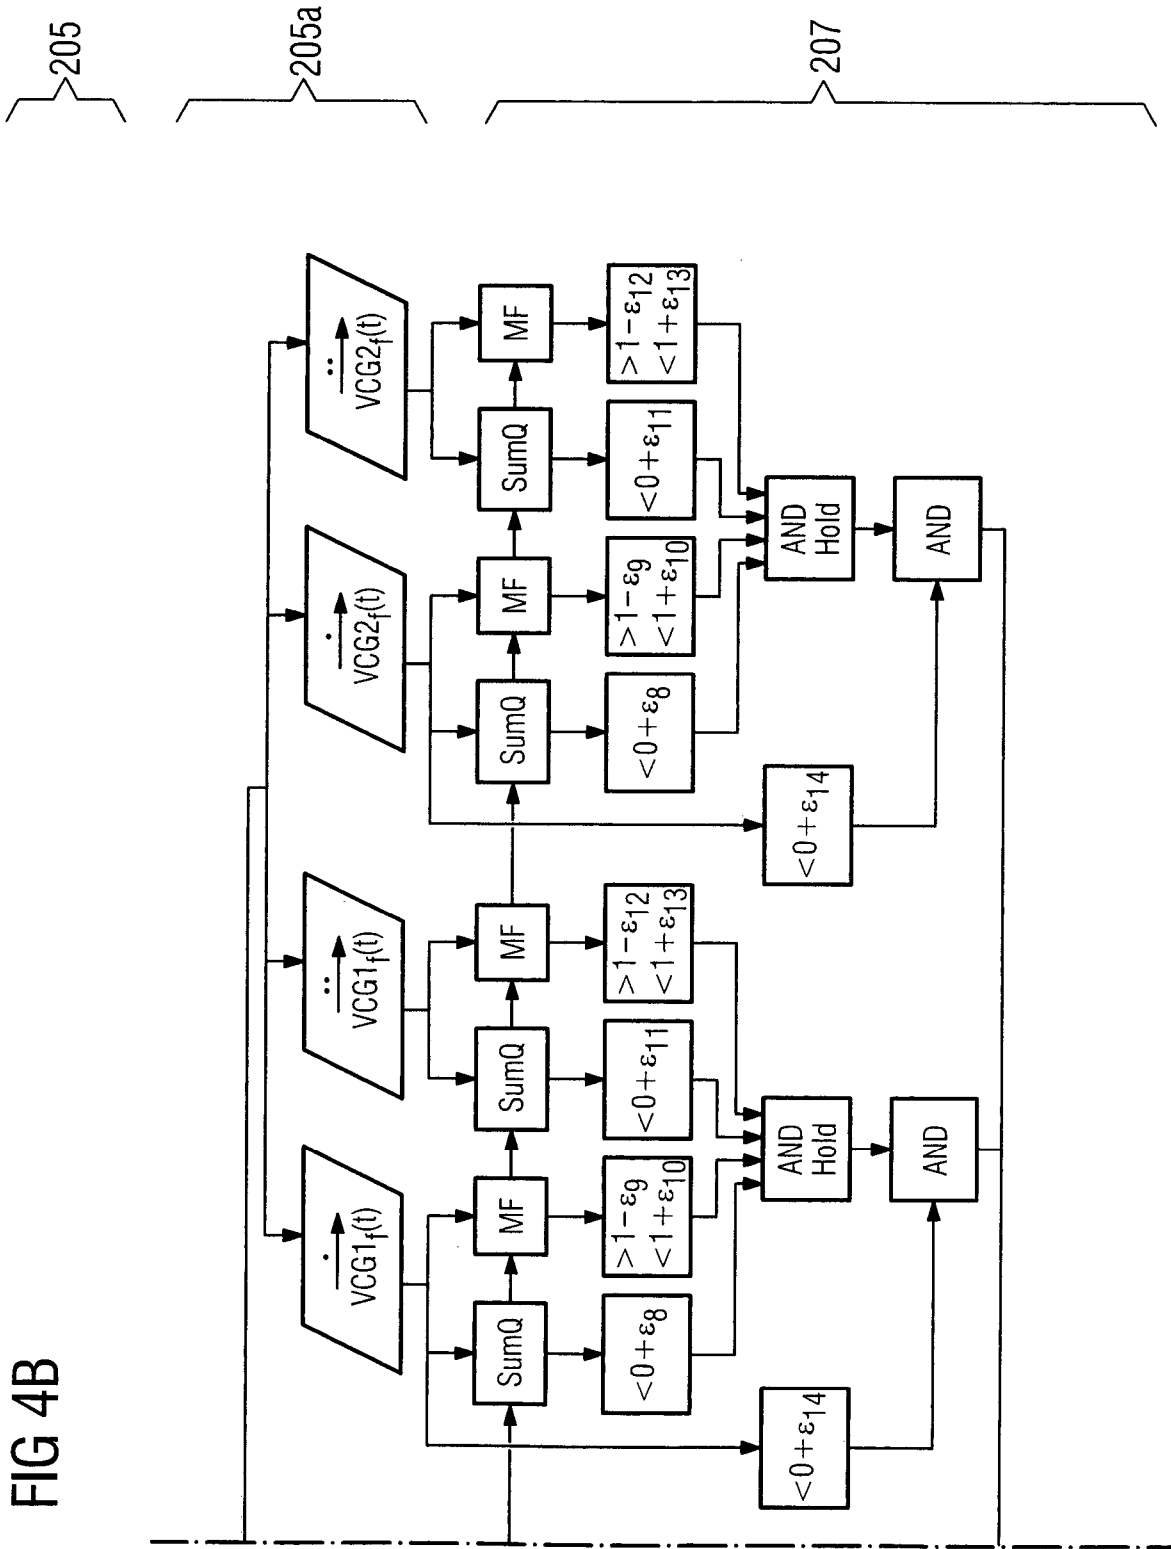 FIG 4B
205
205a
207
VCG1f(t)
VCG1f(t)
VCG2f(t)
VCG2f(t)
SumQ
MF
SumQ
MF
SumQ
MF
SumQ
MF
<0+ε8
>1-ε9
<1+ε10
<0+ε11
>1-ε12
<1+ε13
<0+ε8
>1-ε9
<1+ε10
<0+ε11
>1-ε12
<1+ε13
<0+ε14
AND
Hold
<0+ε14
AND
Hold
AND
AND